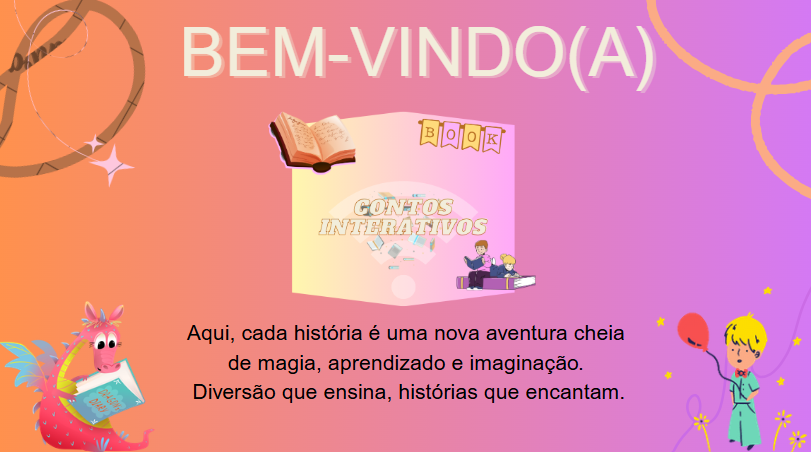 BEM-VINDO(A)
BOOK
CONTOS
INTERATIVOS
Aqui, cada história é uma nova aventura cheia
de magia, aprendizado e imaginação.
Diversão que ensina, histórias que encantam.